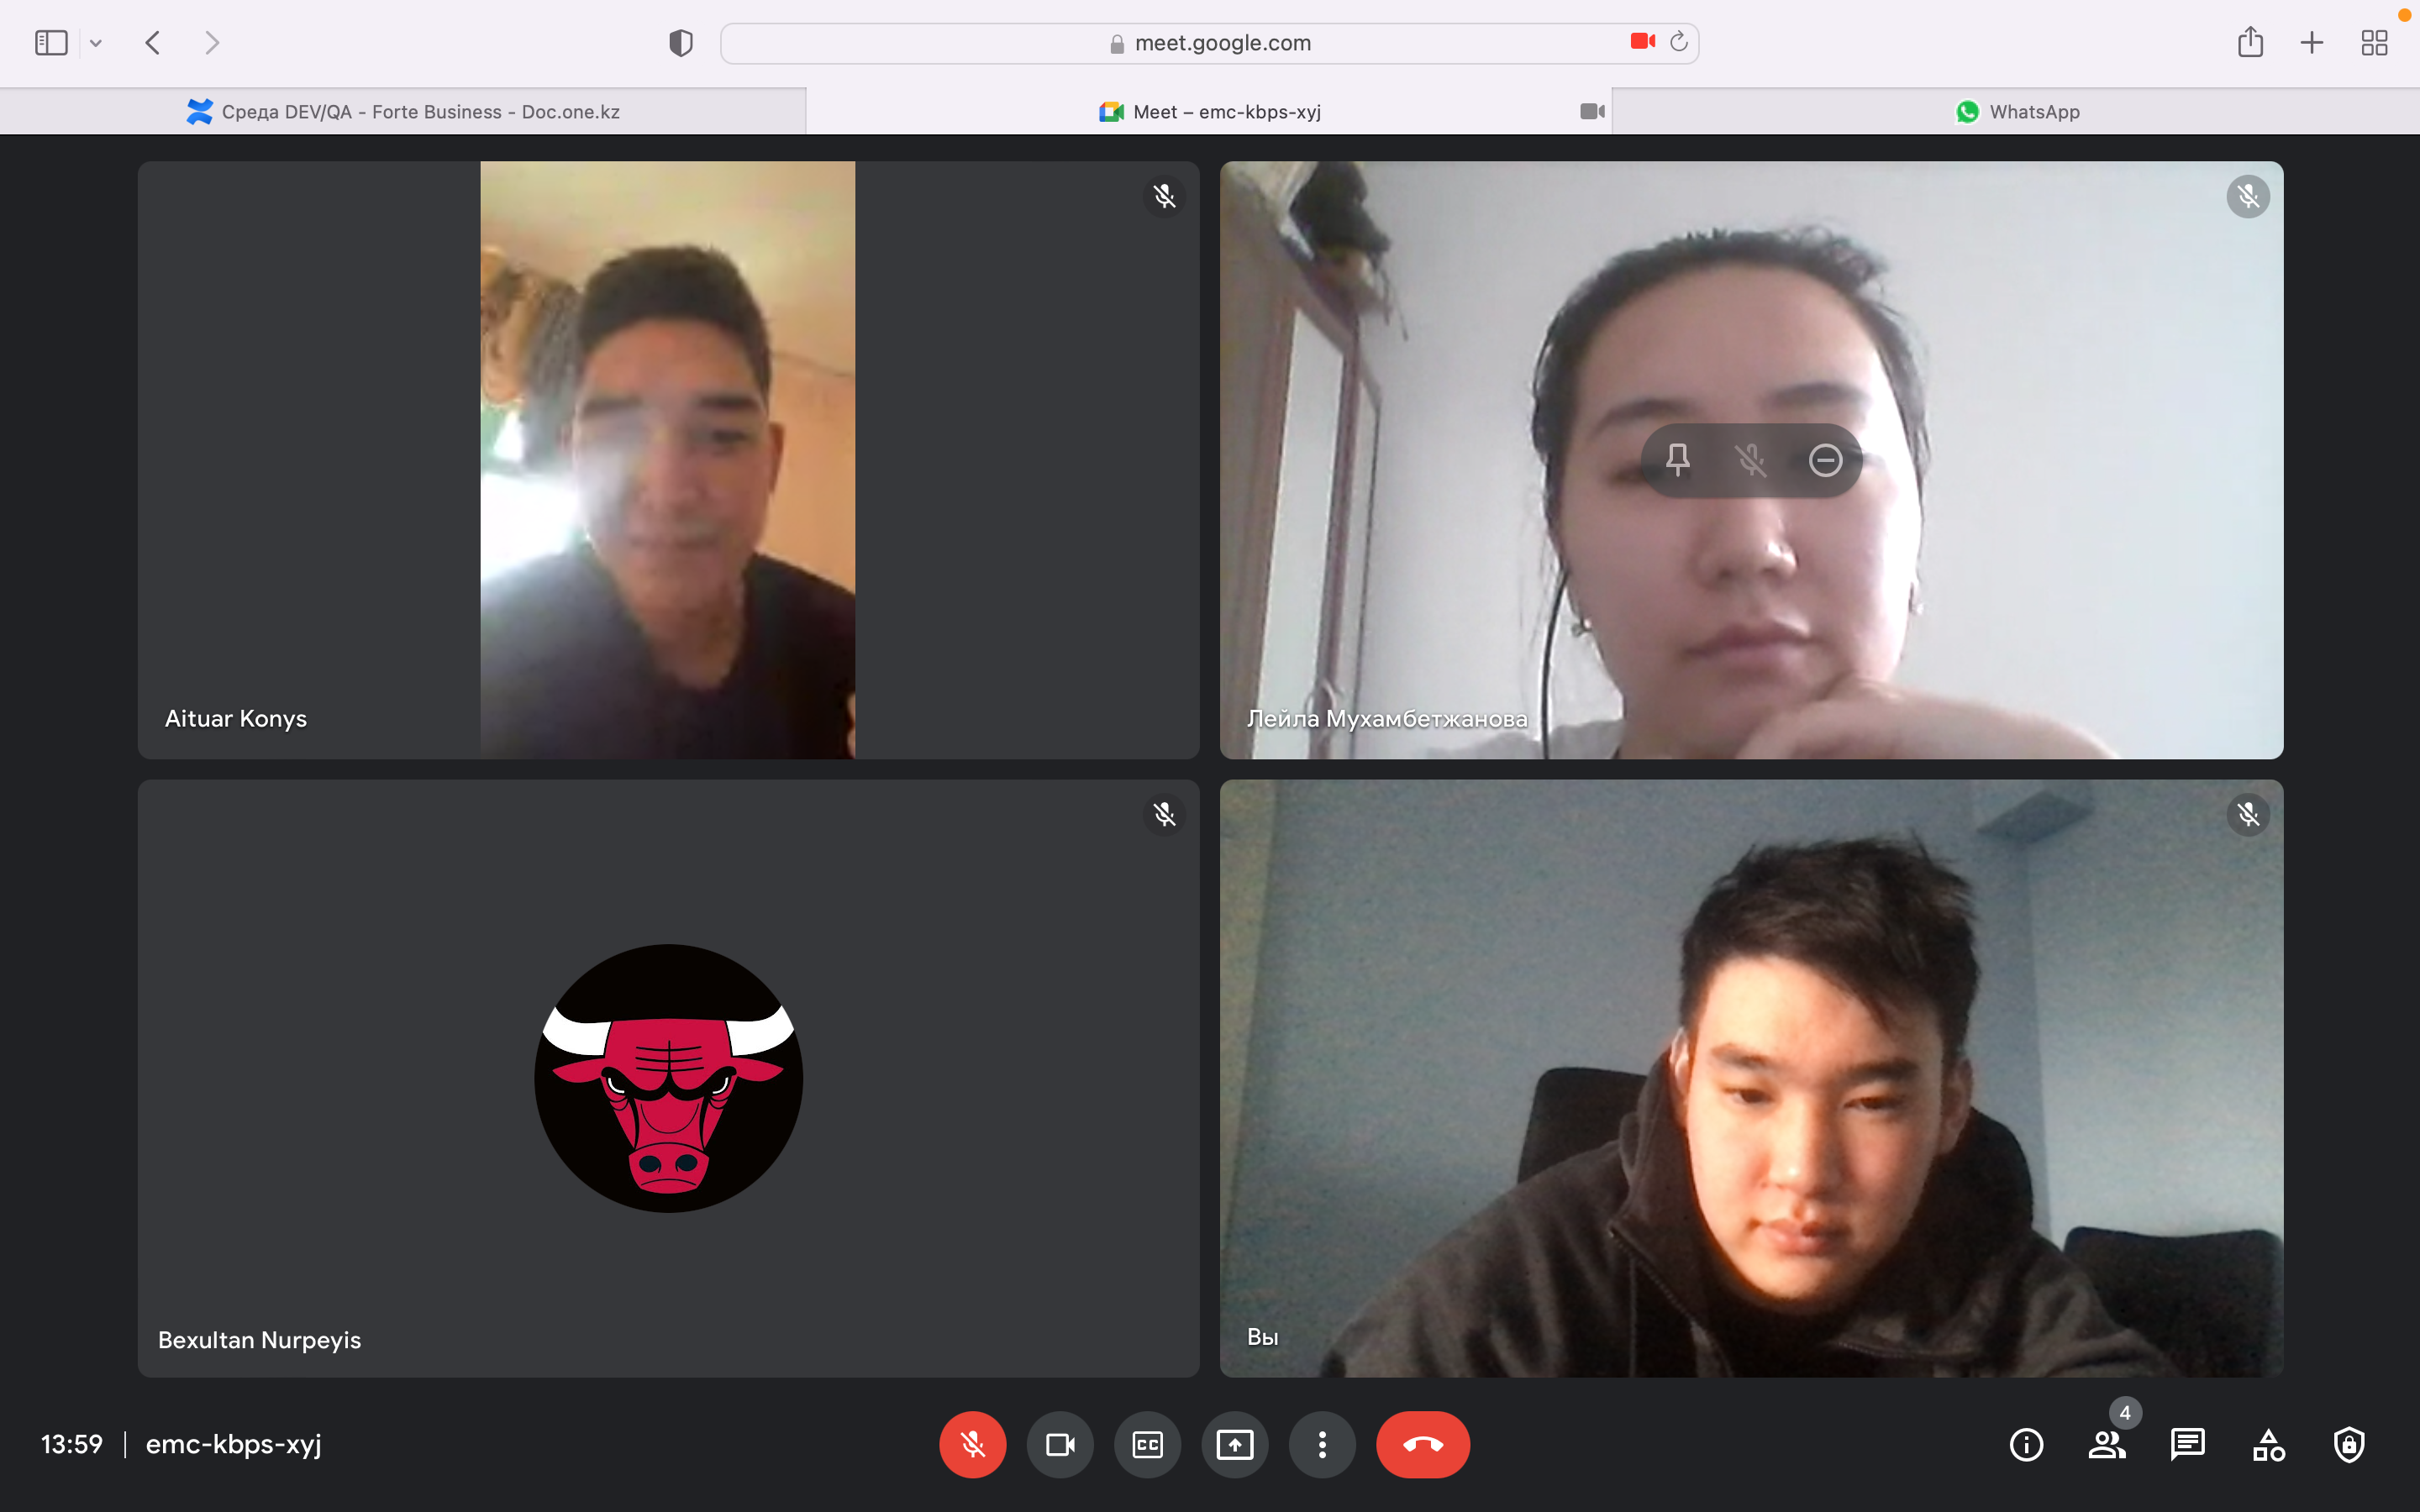 meet.google.com
Среда DEV/QA - Forte Business - Doc.one.kz
Meet – emc-kbps-xyj
WhatsApp
Aituar Konys
Лейла Мухамбетжанова
Bexultan Nurpeyis
Вы
13:59 | emc-kbps-xyj
CC
4